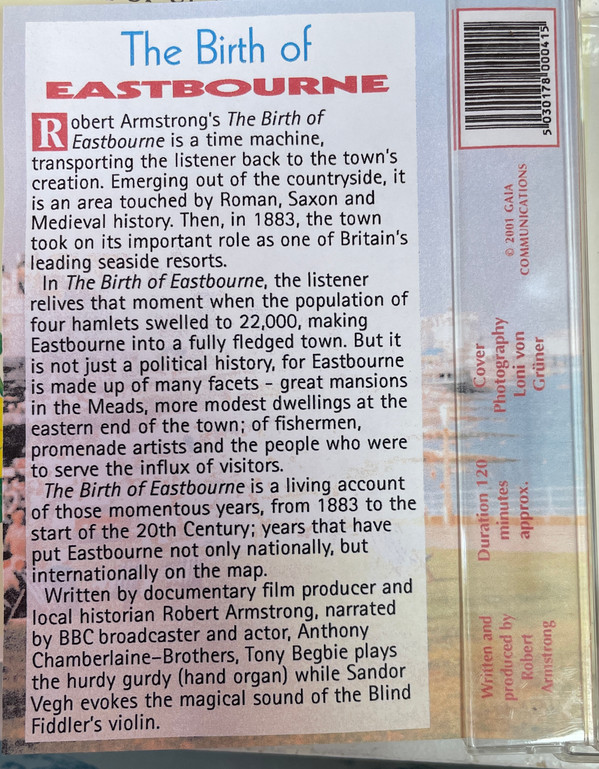 The Birth of
EASTBOURNE
Robert Armstrong's The Birth of
Eastbourne is a time machine,
transporting the listener back to the town's
creation. Emerging out of the countryside, it
is an area touched by Roman, Saxon and
Medieval history. Then, in 1883, the town
took on its important role as one of Britain's
leading seaside resorts.
In The Birth of Eastbourne, the listener
relives that moment when the population of
four hamlets swelled to 22,000, making
Eastbourne into a fully fledged town. But it
is not just a political history, for Eastbourne
is made up of many facets - great mansions
in the Meads, more modest dwellings at the
eastern end of the town; of fishermen,
promenade artists and the people who were
to serve the influx of visitors.
The Birth of Eastbourne is a living account
of those momentous years, from 1883 to the
start of the 20th Century; years that have
put Eastbourne not only nationally, but
internationally on the map.
Written by documentary film producer and
local historian Robert Armstrong, narrated
by BBC broadcaster and actor, Anthony
Chamberlaine-Brothers, Tony Begbie plays
the hurdy gurdy (hand organ) while Sandor
Vegh evokes the magical sound of the Blind
Fiddler's violin.
5 030178 000415
© 2001 GAIA
COMMUNICATIONS
Cover
Photography
Loni von
Grüner
Duration 120
minutes
approx.
Written and
produced by
Robert
Armstrong